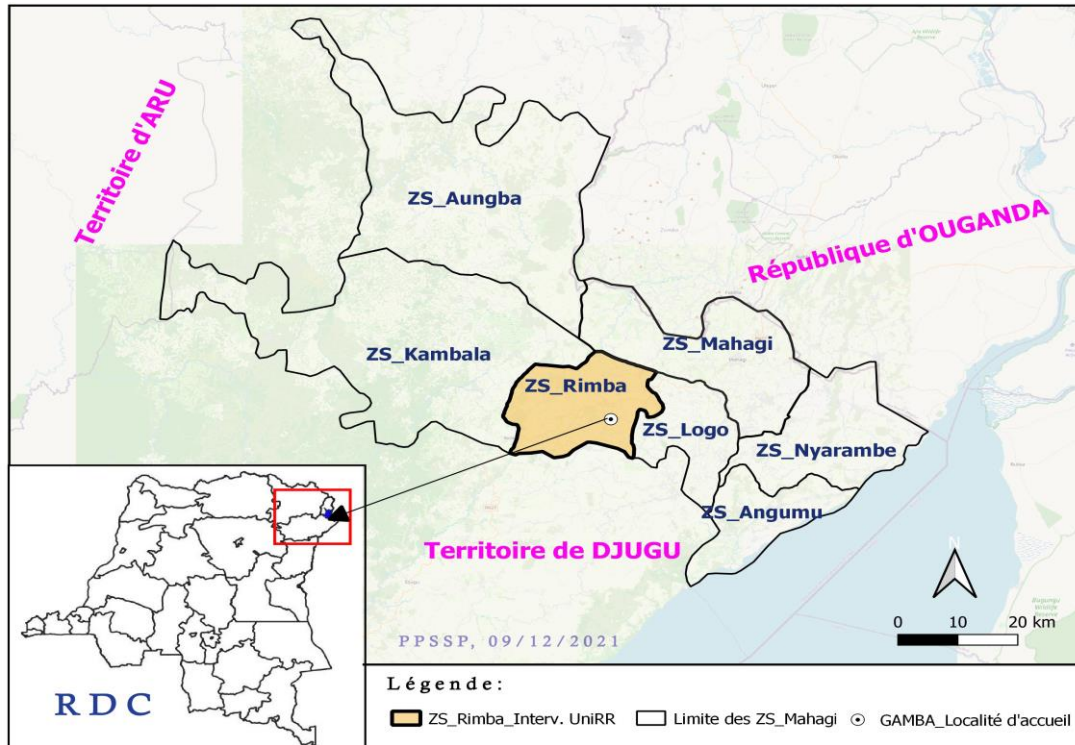 Territoire d'ARU
ZS_Aungba
République d'OUGANDA
ZS_Mahagi
ZS_Kambala
ZS_Rimba
ZS_Logo
ZS_Nyarambe
ZS_Angumu
Territoire de DJUGU
N
PPSSP, 09/12/2021
0 10 20 km
RDC
Légende:
ZS_Rimba_Interv. UniRR Limite des ZS_Mahagi GAMBA_Localité d'accueil